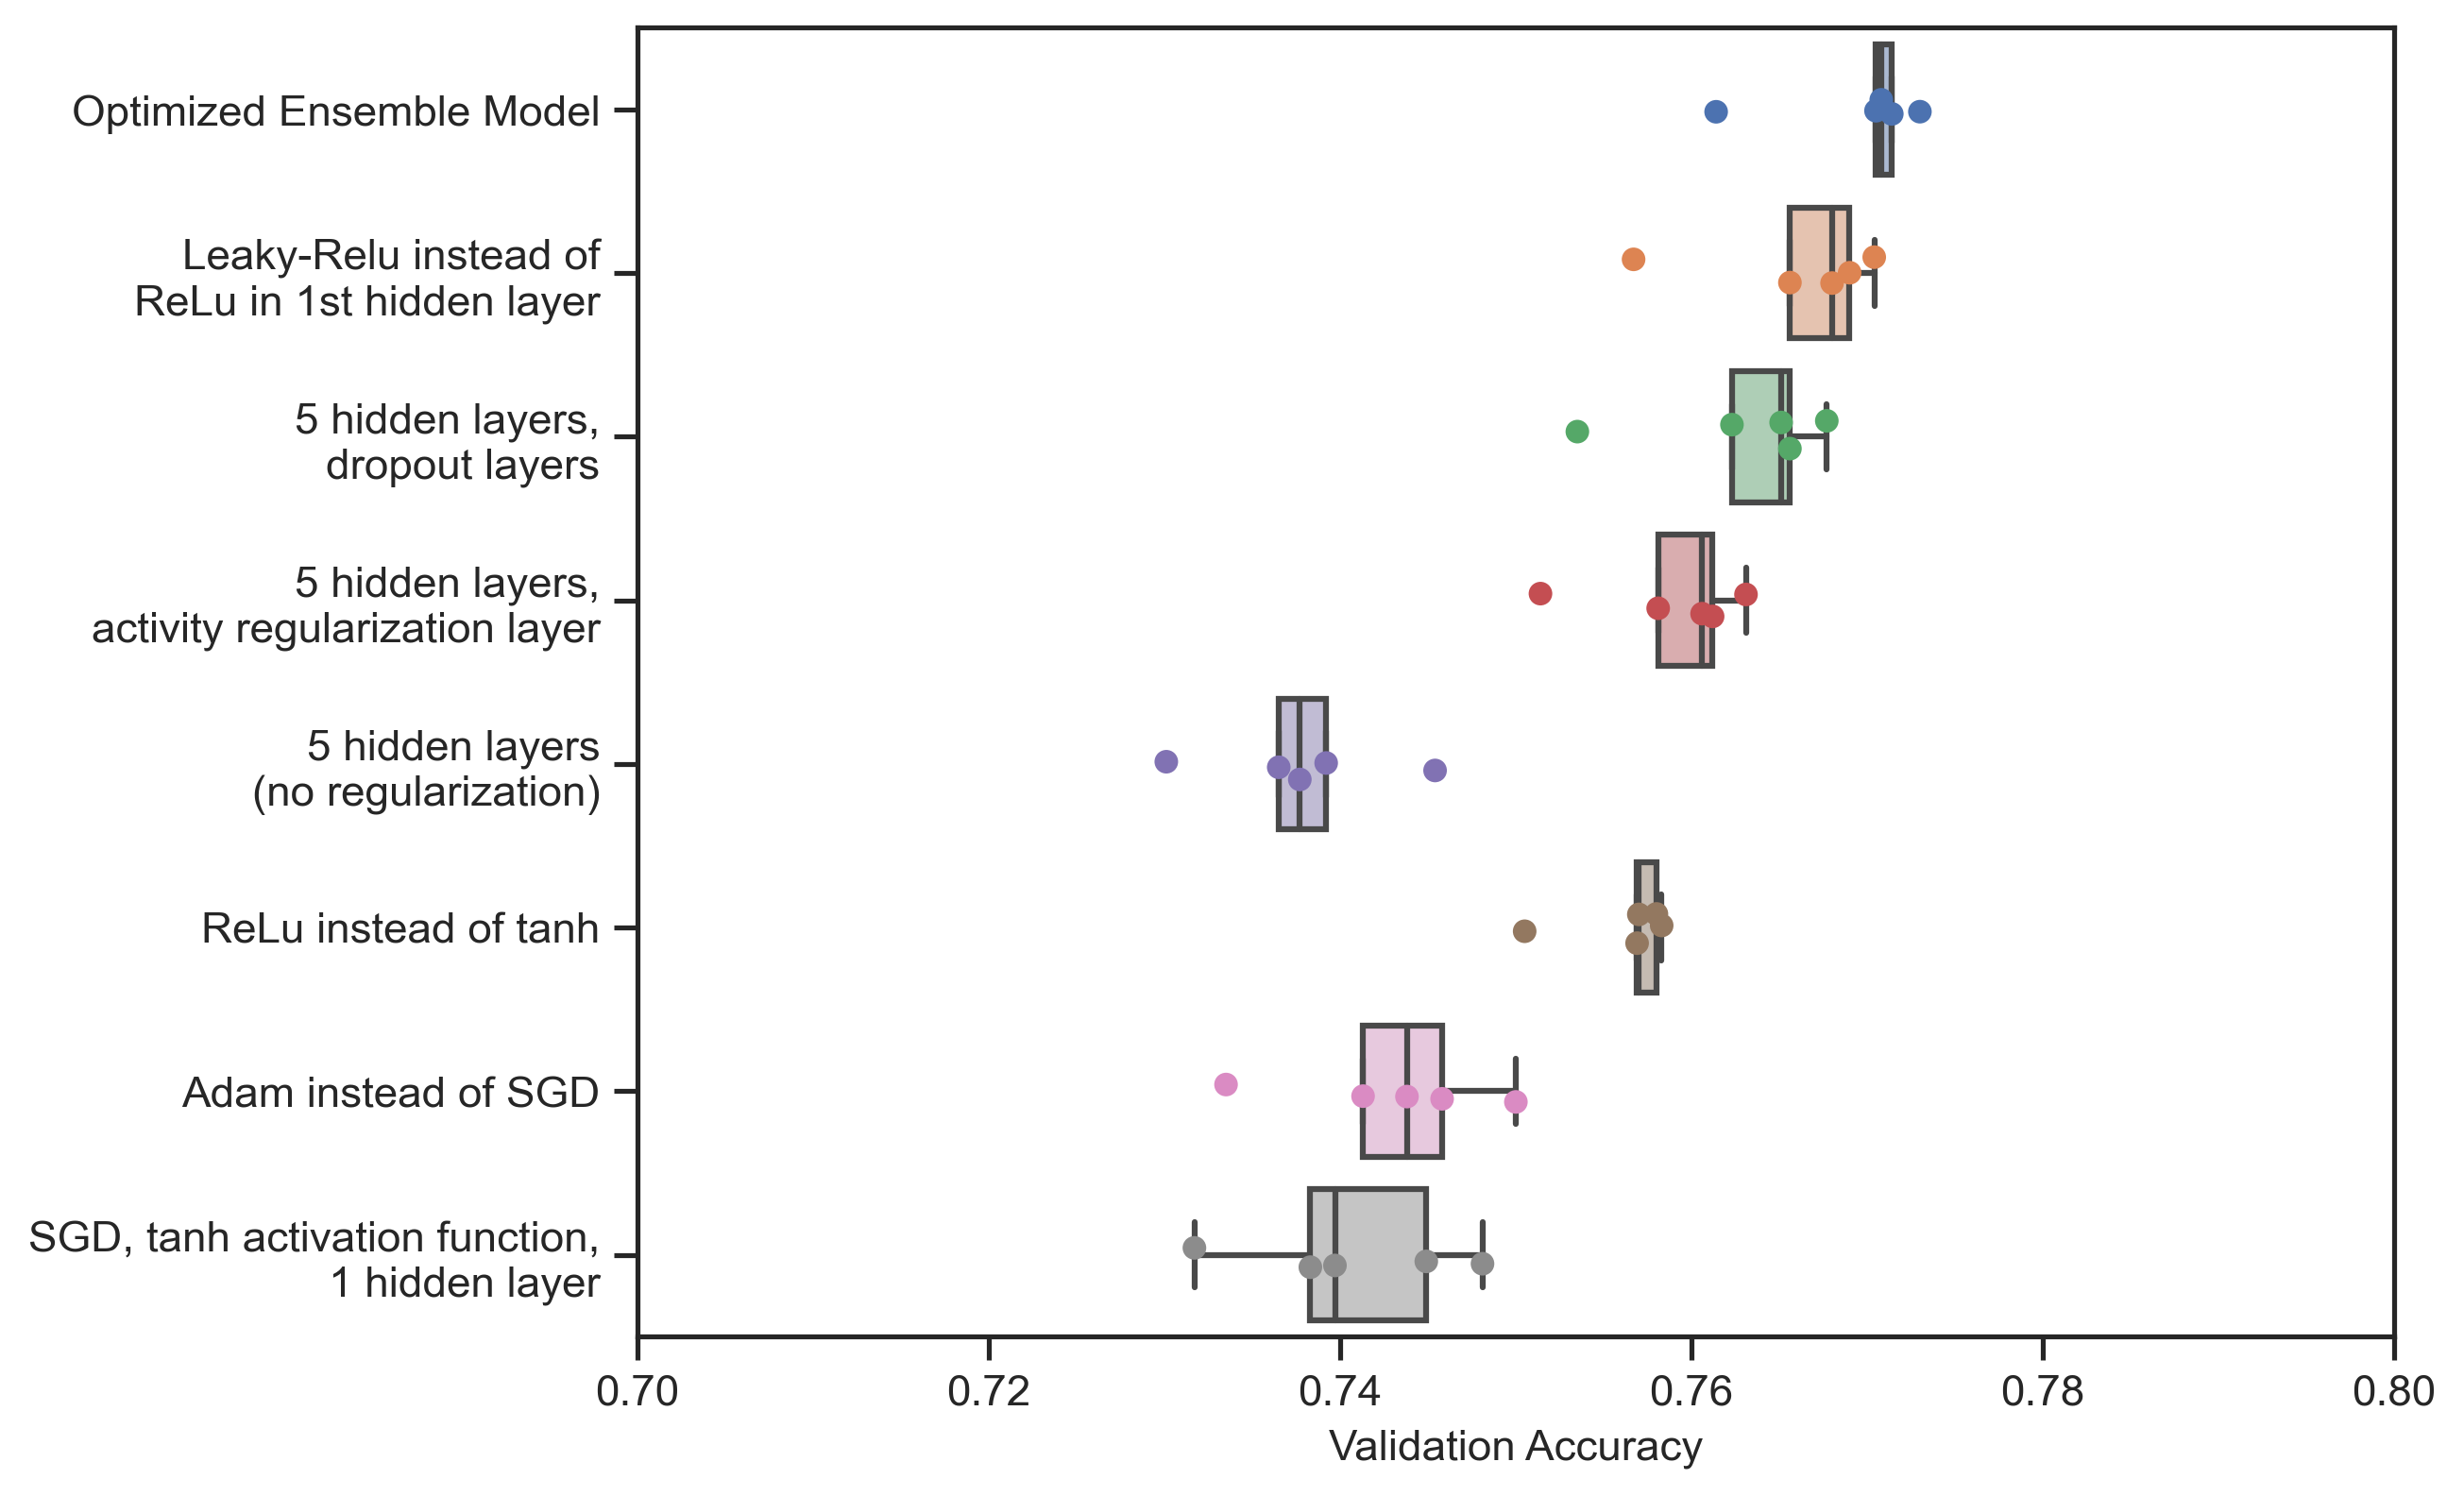 Optimized Ensemble Model
Leaky-Relu instead of
ReLu in 1st hidden layer
5 hidden layers,
dropout layers
5 hidden layers,
activity regularization layer
5 hidden layers
(no regularization)
ReLu instead of tanh
Adam instead of SGD
SGD, tanh activation function,
1 hidden layer
0.70 0.72 0.74 0.76 0.78 0.80
Validation Accuracy